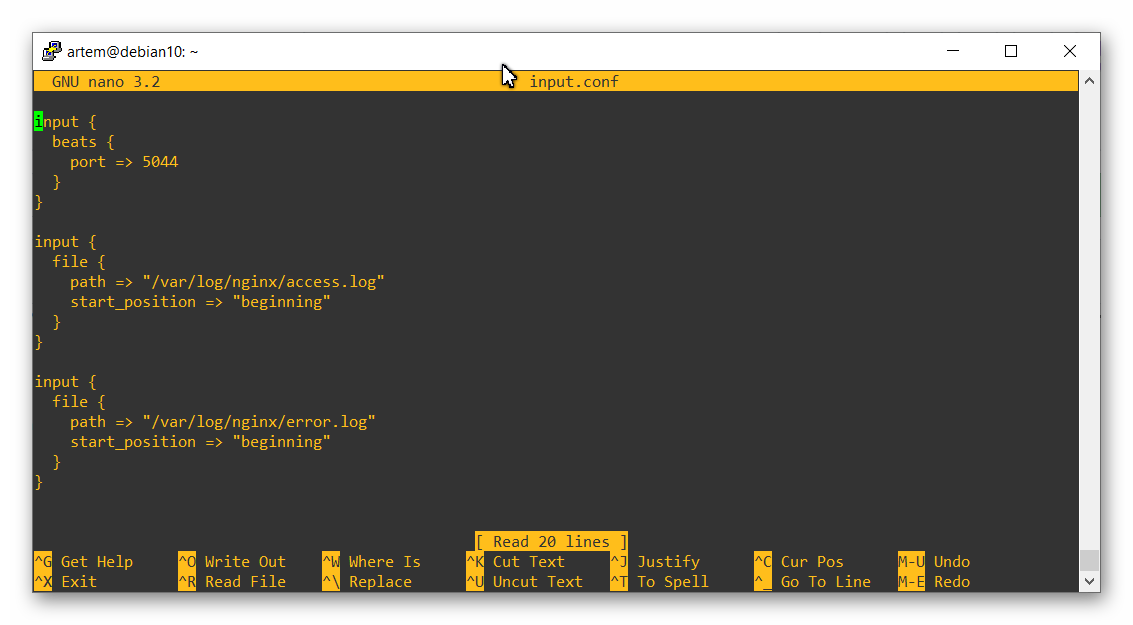 artem@debian10: ~
GNU nano 3.2 input.conf
input {
  beats {
    port => 5044
  }
}
input {
  file {
    path => "/var/log/nginx/access.log"
    start_position => "beginning"
  }
}
input {
  file {
    path => "/var/log/nginx/error.log"
    start_position => "beginning"
  }
}
[ Read 20 lines ]
^G Get Help ^O Write Out ^W Where Is ^K Cut Text ^J Justify ^C Cur Pos M-U Undo
^X Exit ^R Read File ^\ Replace ^U Uncut Text ^T To Spell ^_ Go To Line M-E Redo